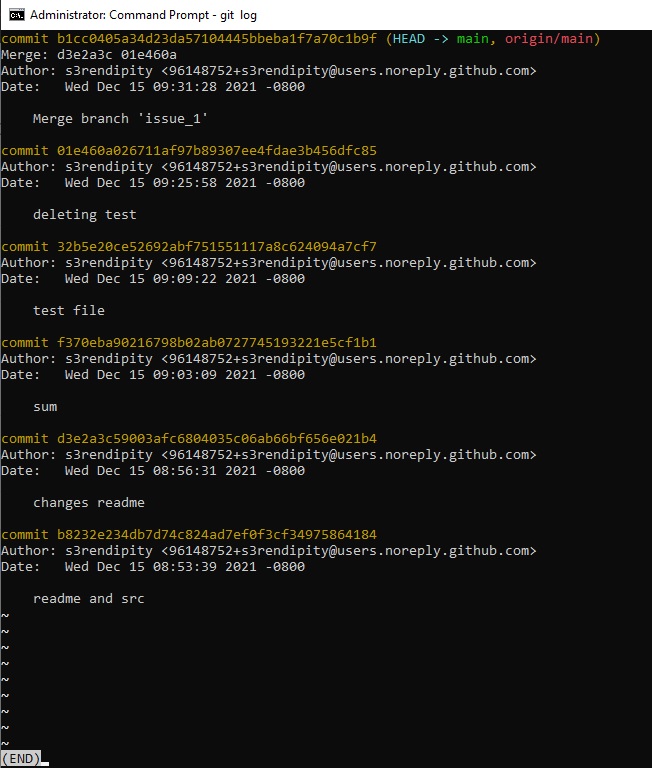 Administrator: Command Prompt - git log
commit b1cc0405a34d23da57104445bbeba1f7a70c1b9f (HEAD -> main, origin/main)
Merge: d3e2a3c 01e460a
Author: s3rendipity <96148752+s3rendipity@users.noreply.github.com>
Date:   Wed Dec 15 09:31:28 2021 -0800
    Merge branch 'issue_1'
commit 01e460a026711af97b89307ee4fdae3b456dfc85
Author: s3rendipity <96148752+s3rendipity@users.noreply.github.com>
Date:   Wed Dec 15 09:25:58 2021 -0800
    deleting test
commit 32b5e20ce52692abf751551117a8c624094a7cf7
Author: s3rendipity <96148752+s3rendipity@users.noreply.github.com>
Date:   Wed Dec 15 09:09:22 2021 -0800
    test file
commit f370eba90216798b02ab0727745193221e5cf1b1
Author: s3rendipity <96148752+s3rendipity@users.noreply.github.com>
Date:   Wed Dec 15 09:03:09 2021 -0800
    sum
commit d3e2a3c59003afc6804035c06ab66bf656e021b4
Author: s3rendipity <96148752+s3rendipity@users.noreply.github.com>
Date:   Wed Dec 15 08:56:31 2021 -0800
    changes readme
commit b8232e234db7d74c824ad7ef0f3cf34975864184
Author: s3rendipity <96148752+s3rendipity@users.noreply.github.com>
Date:   Wed Dec 15 08:53:39 2021 -0800
    readme and src
~
~
~
~
~
~
~
~
~
(END)